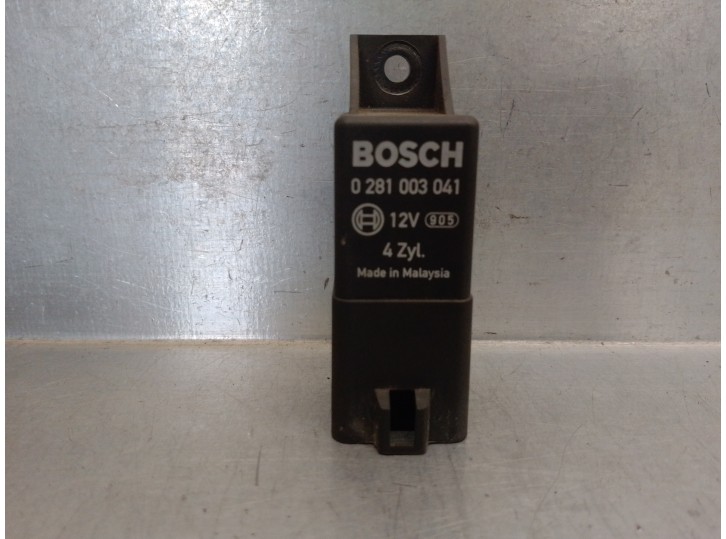 BOSCH
0 281 003 041
12V 905
4 Zyl.
Made in Malaysia